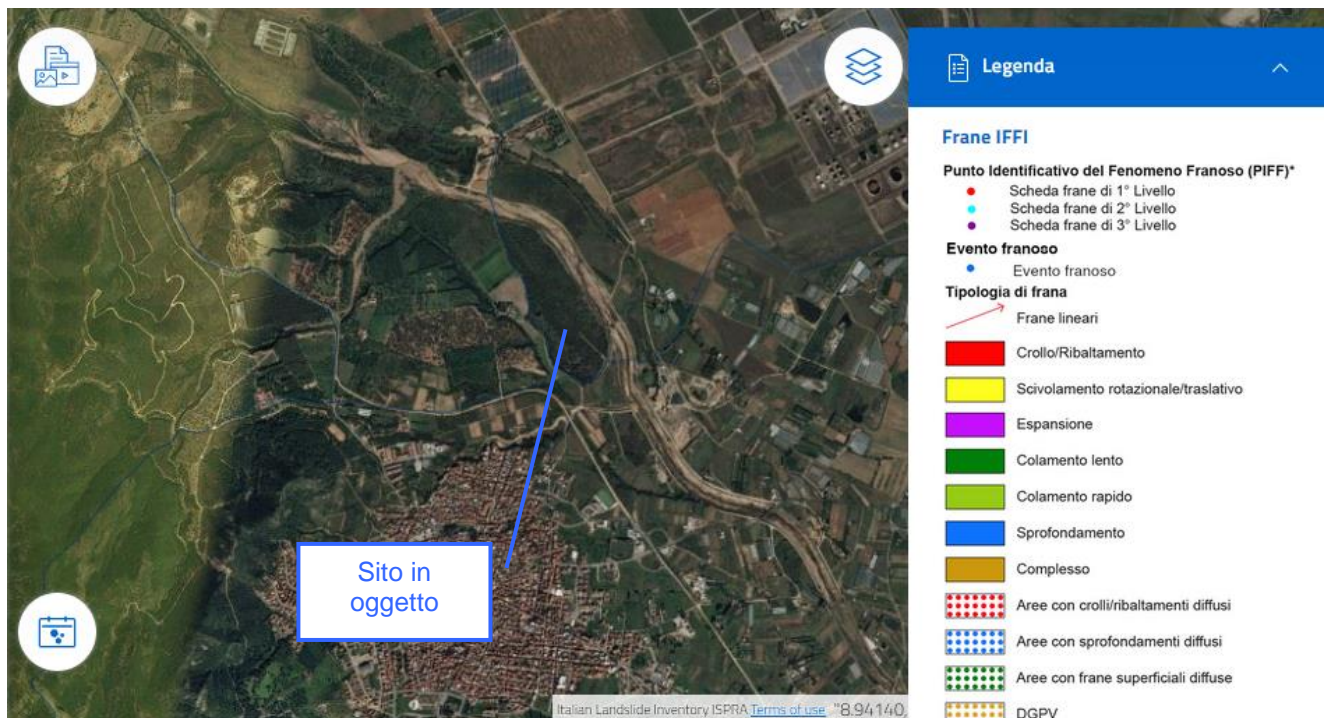 Legenda
Frane IFFI
Punto Identificativo del Fenomeno Franoso (PIFF)*
Scheda frane di 1° Livello
Scheda frane di 2° Livello
Scheda frane di 3° Livello
Evento franoso
Evento franoso
Tipologia di frana
Frane lineari
Crollo/Ribaltamento
Scivolamento rotazionale/traslativo
Espansione
Colamento lento
Colamento rapido
Sprofondamento
Complesso
Aree con crolli/ribaltamenti diffusi
Aree con sprofondamenti diffusi
Aree con frane superficiali diffuse
DGPV
Sito in
oggetto
Italian Landslide Inventory ISPRA Terms of use "8.94140,